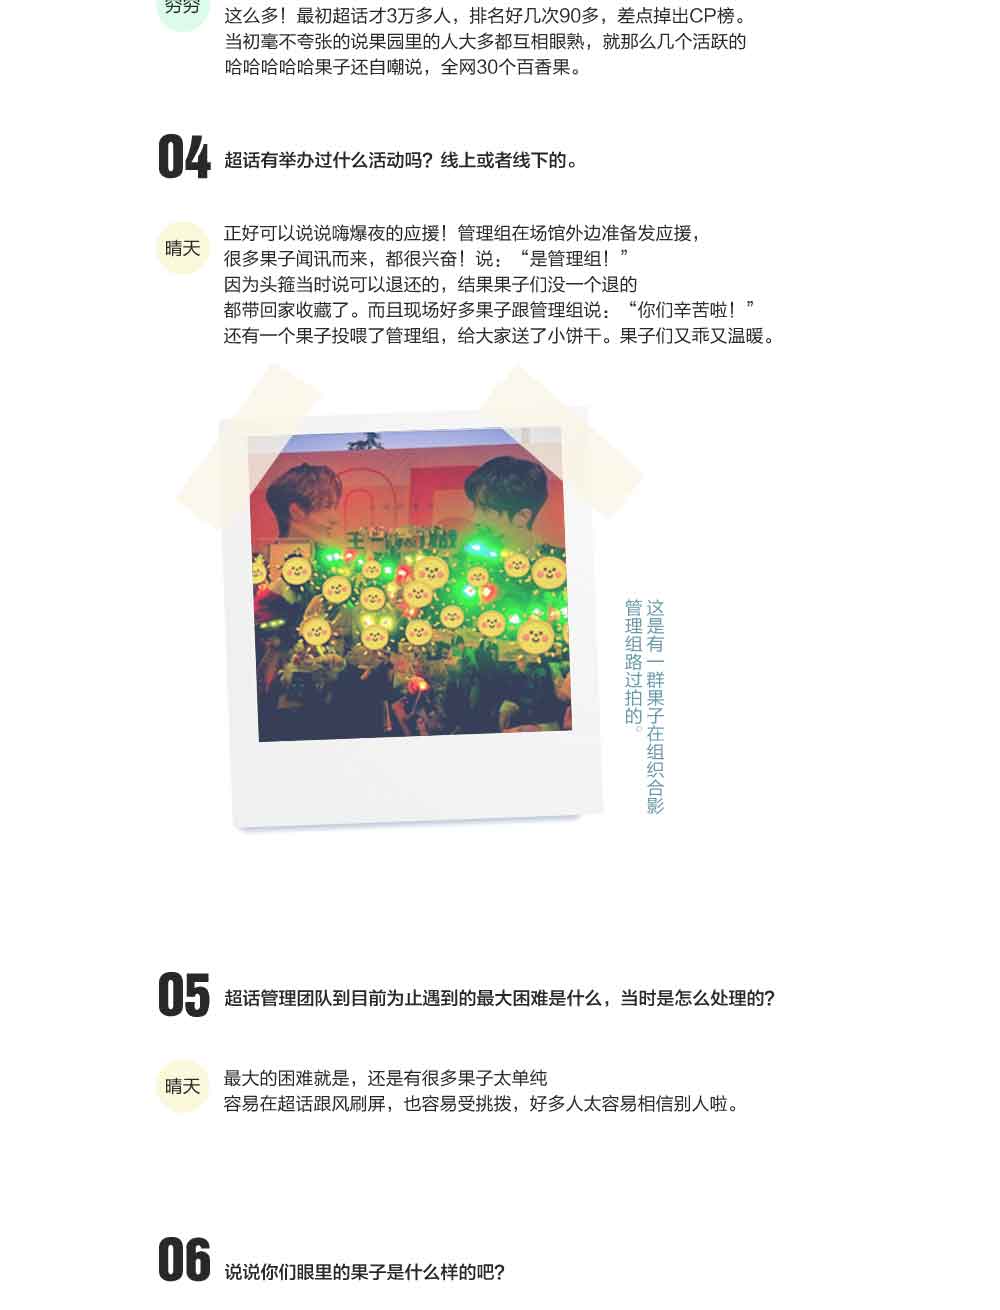 穷穷
这么多！最初超话才3万多人，排名好几次90多，差点掉出CP榜。
当初毫不夸张的说果园里的人大多都互相眼熟，就那么几个活跃的
哈哈哈哈哈果子还自嘲说，全网30个百香果。
04
超话有举办过什么活动吗？线上或者线下的。
晴天
正好可以说说嗨爆夜的应援！管理组在场馆外边准备发应援，
很多果子闻讯而来，都很兴奋！说：“是管理组！”
因为头箍当时说可以退还的，结果果子们没一个退的
都带回家收藏了。而且现场好多果子跟管理组说：“你们辛苦啦！”
还有一个果子投喂了管理组，给大家送了小饼干。果子们又乖又温暖。
这是有一群果子在组织合影
管理组路过拍的。
05
超话管理团队到目前为止遇到的最大困难是什么，当时是怎么处理的？
晴天
最大的困难就是，还是有很多果子太单纯
容易在超话跟风刷屏，也容易受挑拨，好多人太容易相信别人啦。
06
说说你们眼里的果子是什么样的吧？